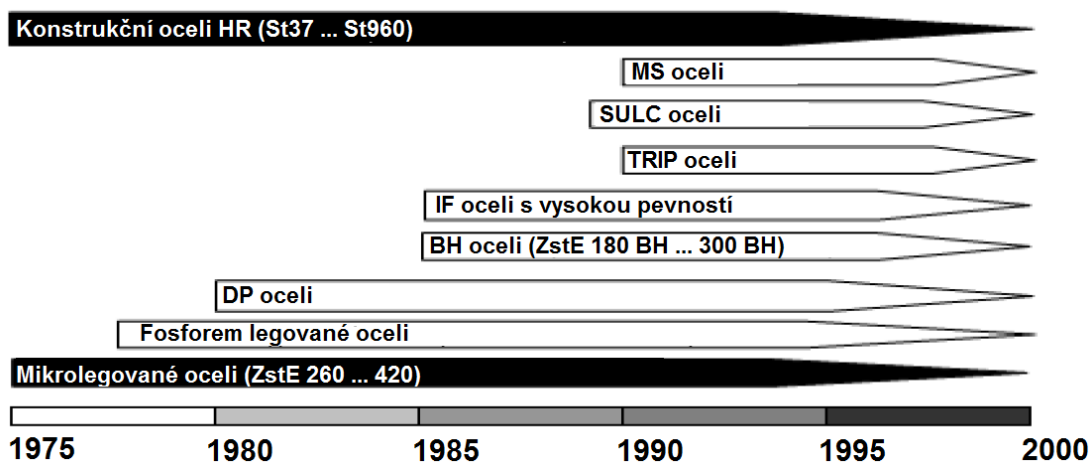 Konstrukční oceli HR (St37 ... St960)
MS oceli
SULC oceli
TRIP oceli
IF oceli s vysokou pevností
BH oceli (ZstE 180 BH ... 300 BH)
DP oceli
Fosforem legované oceli
Mikrolegované oceli (ZstE 260 ... 420)
1975 1980 1985 1990 1995 2000